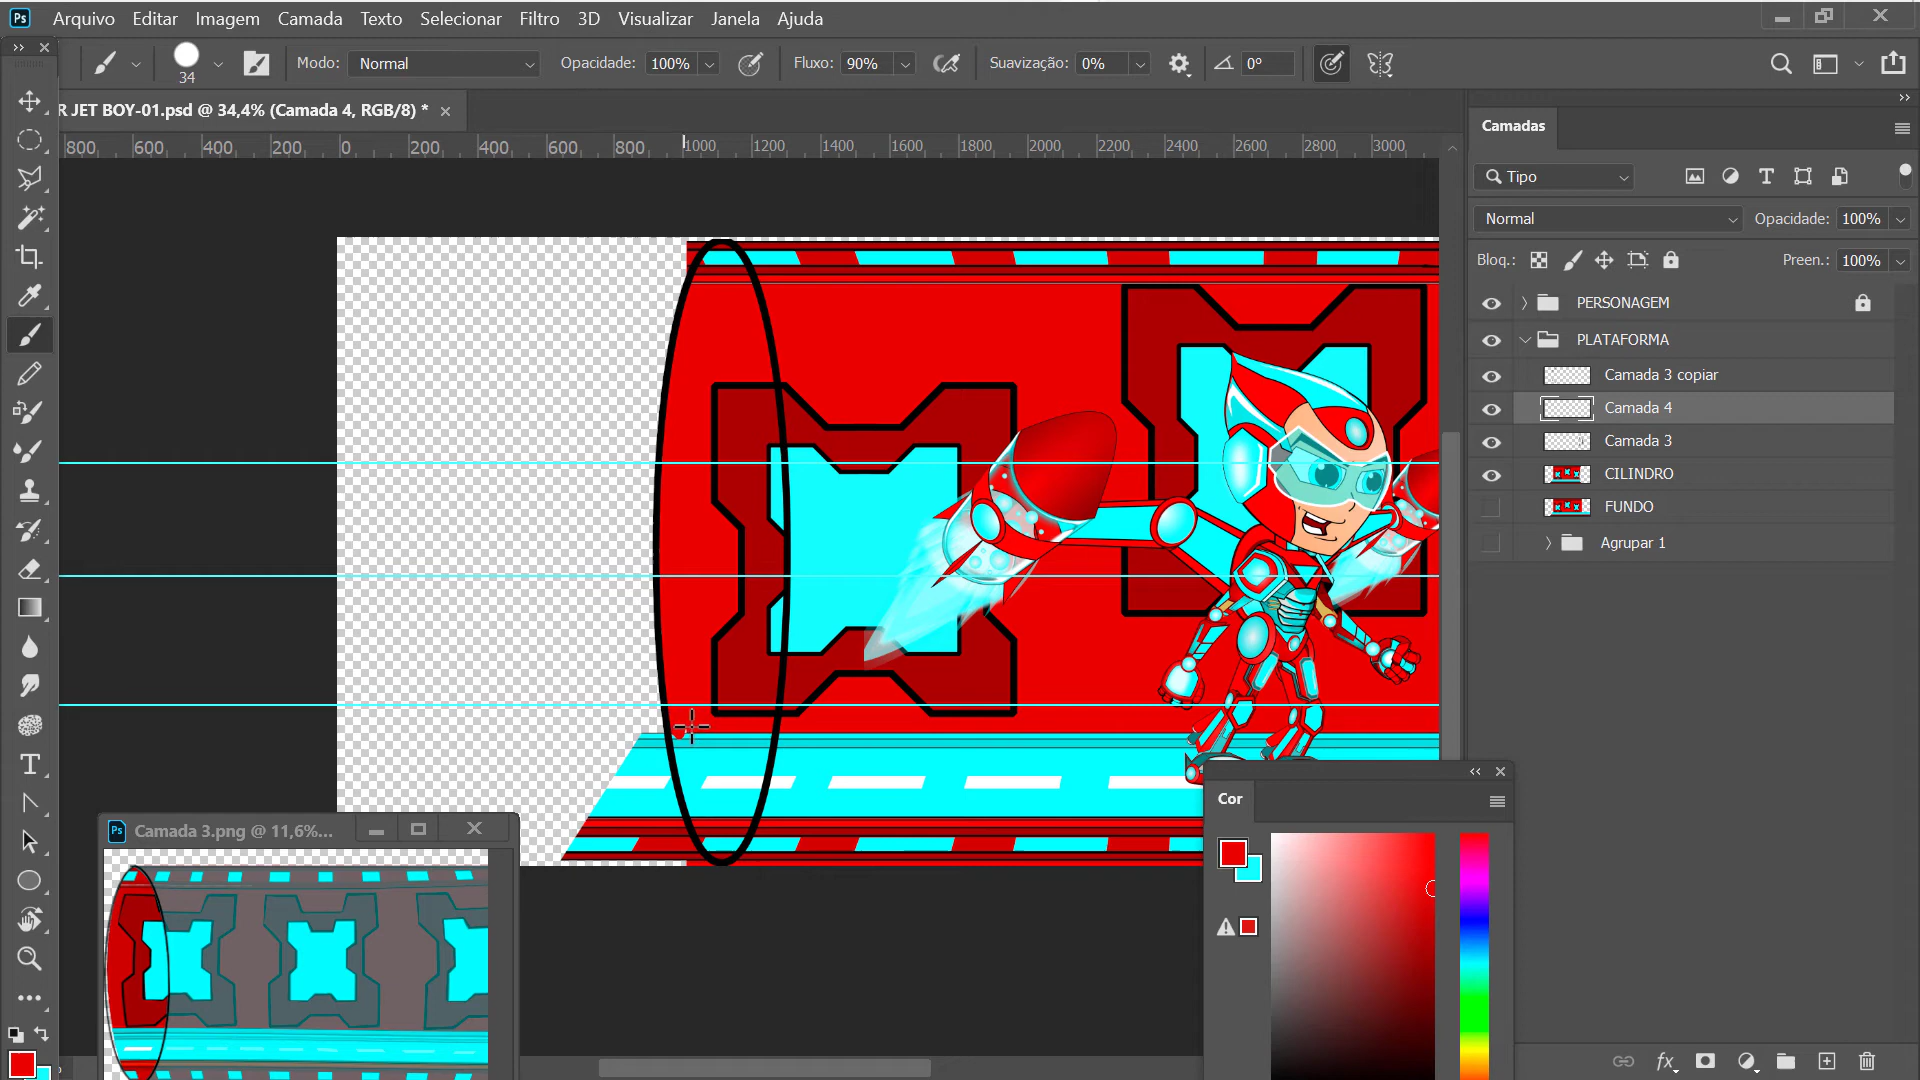 Ps Arquivo Editar Imagem Camada Texto Selecionar Filtro 3D Visualizar Janela Ajuda
34 Modo: Normal Opacidade: 100% Fluxo: 90% Suavização: 0% 0°
R JET BOY-01.psd @ 34,4% (Camada 4, RGB/8) *
800 600 400 200 0 200 400 600 800 1000 1200 1400 1600 1800 2000 2200 2400 2600 2800 3000
Camadas
Tipo
Normal Opacidade: 100%
Bloq.: Preen.: 100%
PERSONAGEM
PLATAFORMA
Camada 3 copiar
Camada 4
Camada 3
CILINDRO
FUNDO
Agrupar 1
Cor
Ps Camada 3.png @ 11,6%...
fx